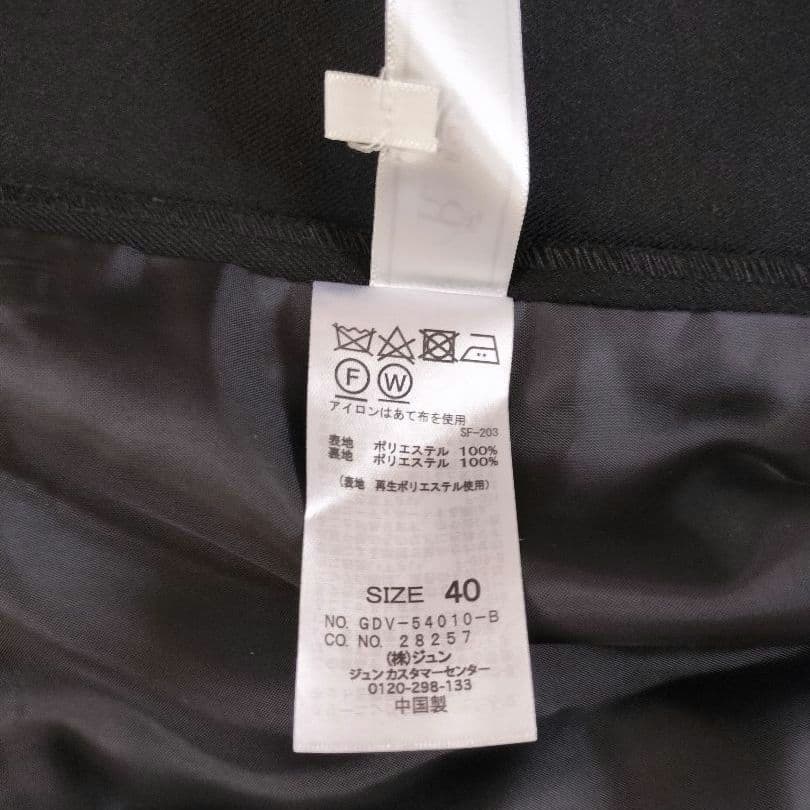 F W
アイロンはあて布を使用
SF-203
表地 ポリエステル 100%
裏地 ポリエステル 100%
(表地 再生ポリエステル使用)
SIZE 40
NO. GDV-54010-B
CO. NO. 28257
(株)ジュン
ジュンカスタマーセンター
0120-298-133
中国製